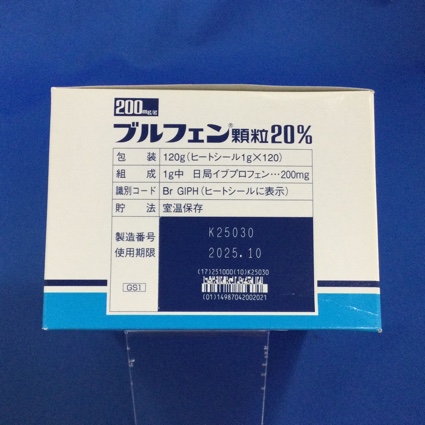 200mg/g
ブルフェン®顆粒20%
包装 120g(ヒートシール1g×120)
組成 1g中 日局イブプロフェン…200mg
識別コード Br GIPH(ヒートシールに表示)
貯法 室温保存
製造番号 K25030
使用期限 2025.10
(17)251000(10)K25030
(01)14987042002021
GS1